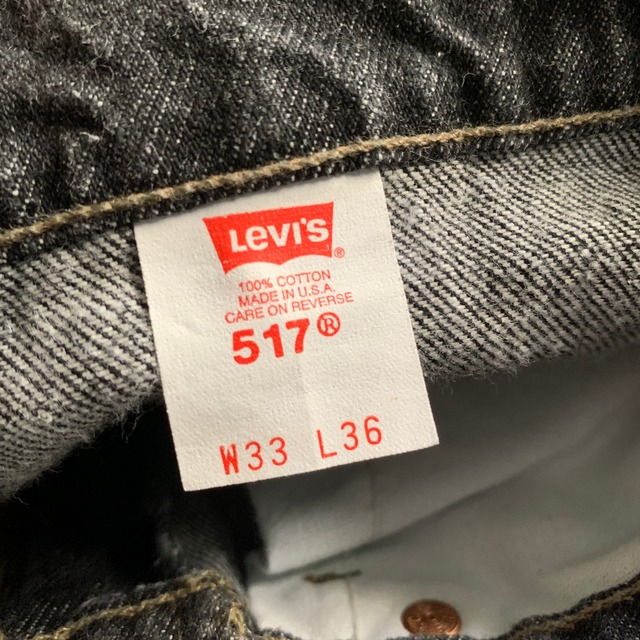 LEVI'S®
100% COTTON
MADE IN U.S.A.
CARE ON REVERSE
517®
W33 L36